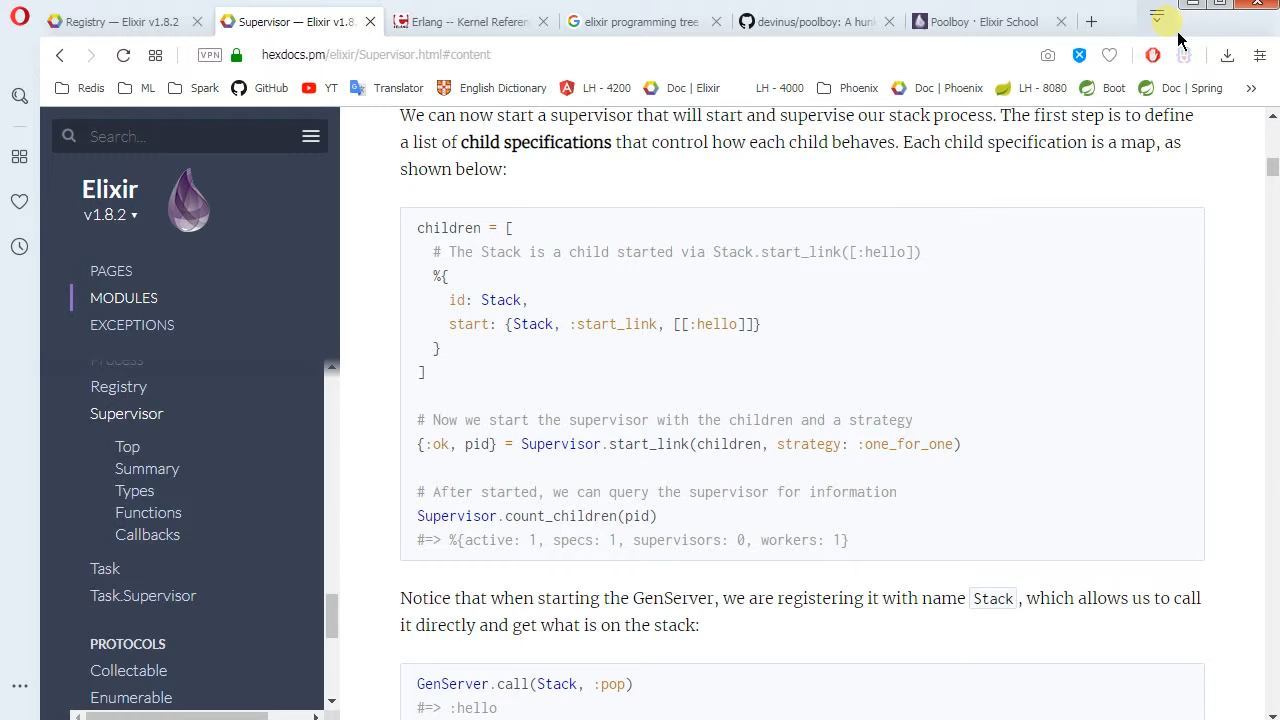 Registry — Elixir v1.8.2
Supervisor — Elixir v1.8.
Erlang -- Kernel Referen
elixir programming tree
devinus/poolboy: A hunk
Poolboy · Elixir School
VPN
hexdocs.pm/elixir/Supervisor.html#content
Redis
ML
Spark
GitHub
YT
Translator
English Dictionary
LH - 4200
Doc | Elixir
LH - 4000
Phoenix
Doc | Phoenix
LH - 8080
Boot
Doc | Spring
Search...
Elixir
v1.8.2
PAGES
MODULES
EXCEPTIONS
Process
Registry
Supervisor
Top
Summary
Types
Functions
Callbacks
Task
Task.Supervisor
PROTOCOLS
Collectable
Enumerable
We can now start a supervisor that will start and supervise our stack process. The first step is to define
a list of child specifications that control how each child behaves. Each child specification is a map, as
shown below:
children = [
# The Stack is a child started via Stack.start_link([:hello])
%{
id: Stack,
start: {Stack, :start_link, [[:hello]]}
}
]
# Now we start the supervisor with the children and a strategy
{:ok, pid} = Supervisor.start_link(children, strategy: :one_for_one)
# After started, we can query the supervisor for information
Supervisor.count_children(pid)
#=> %{active: 1, specs: 1, supervisors: 0, workers: 1}
Notice that when starting the GenServer, we are registering it with name Stack, which allows us to call
it directly and get what is on the stack:
GenServer.call(Stack, :pop)
#=> :hello